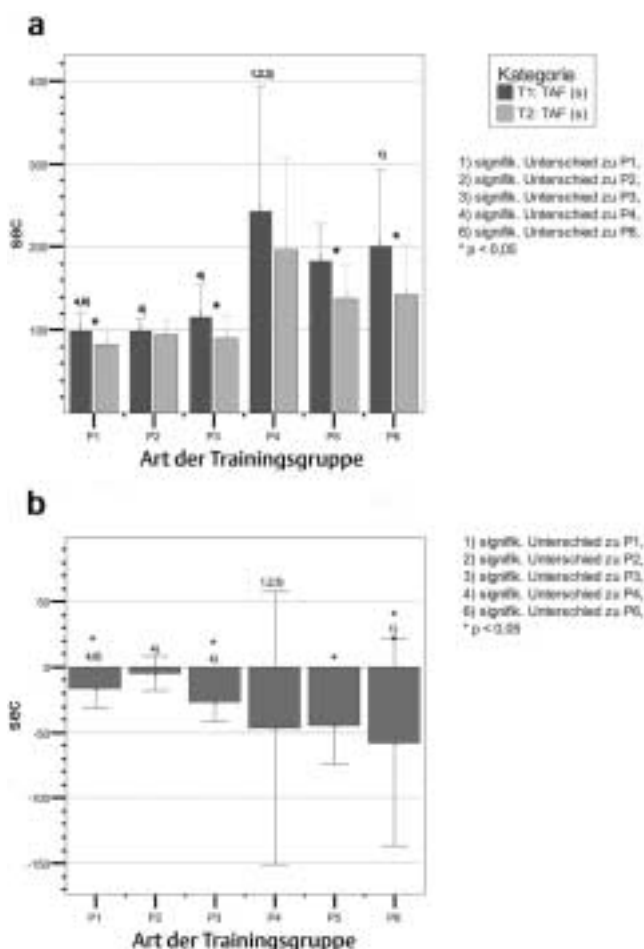 a
Kategorie
T1: TAF (s)
T2: TAF (s)
400
300
200
100
sec
1,2,3)
1)
4,6)
4)
4)
*
*
*
*
P1
P2
P3
P4
P5
P6
Art der Trainingsgruppe
1) signifik. Unterschied zu P1,
2) signifik. Unterschied zu P2,
3) signifik. Unterschied zu P3,
4) signifik. Unterschied zu P4,
6) signifik. Unterschied zu P6,
* p < 0,05
b
50
0
-50
-100
-150
sec
*
4,6)
4)
*
4)
1,2,3)
*
*
1)
P1
P2
P3
P4
P5
P6
Art der Trainingsgruppe
1) signifik. Unterschied zu P1,
2) signifik. Unterschied zu P2,
3) signifik. Unterschied zu P3,
4) signifik. Unterschied zu P4,
6) signifik. Unterschied zu P6,
* p < 0,05